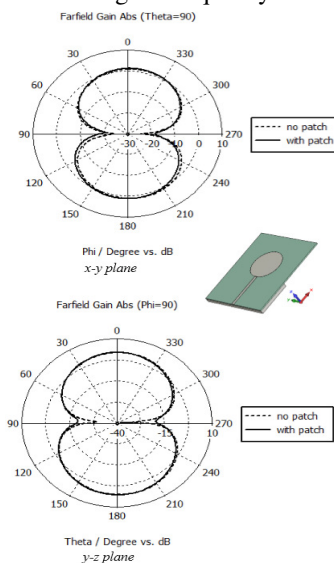 Farfield Gain Abs (Theta=90)
0
30 330
60 300
90 -30 -20 -10 0 10 270
120 240
150 210
180
no patch
with patch
Phi / Degree vs. dB
x-y plane
Farfield Gain Abs (Phi=90)
0
30 330
60 300
90 -40 10 270
120 240
150 210
180
no patch
with patch
Theta / Degree vs. dB
y-z plane